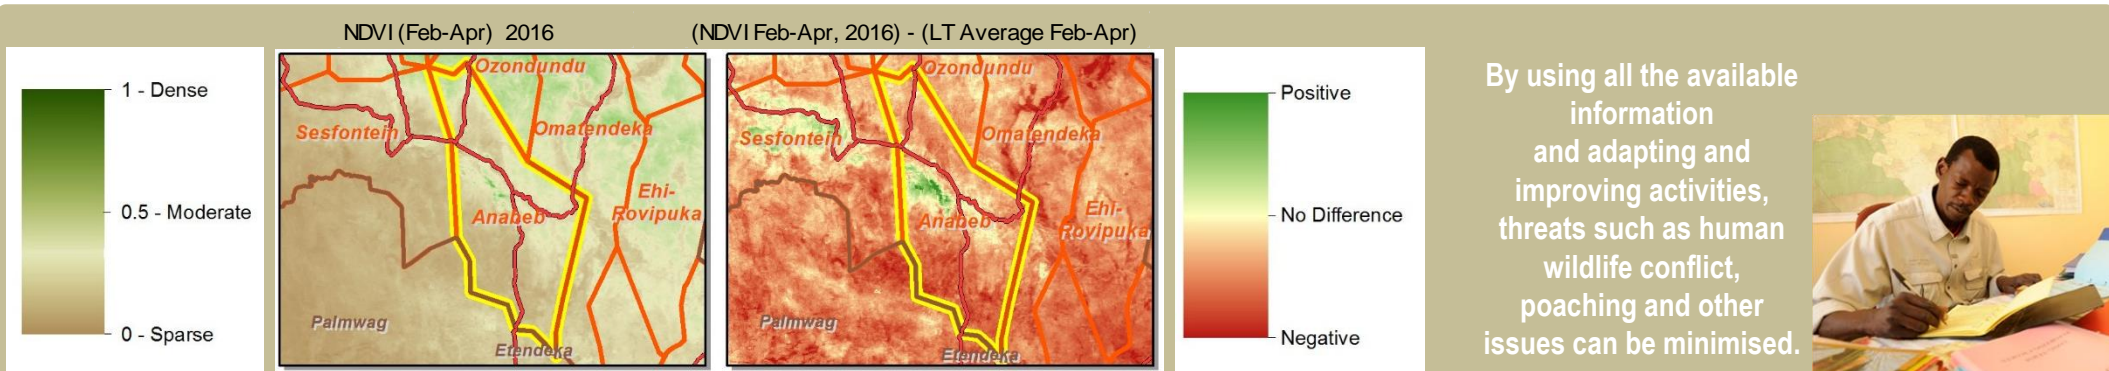 NDVI (Feb-Apr) 2016
(NDVI Feb-Apr, 2016) - (LT Average Feb-Apr)
1 - Dense
0.5 - Moderate
0 - Sparse
Ozondundu
Sesfontein
Omatendeka
Ehi-
Rovipuka
Anabeb
Palmwag
Etendeka
Ozondundu
Sesfontein
Omatendeka
Ehi-
Rovipuka
Anabeb
Palmwag
Etendeka
Positive
No Difference
Negative
By using all the available
information
and adapting and
improving activities,
threats such as human
wildlife conflict,
poaching and other
issues can be minimised.